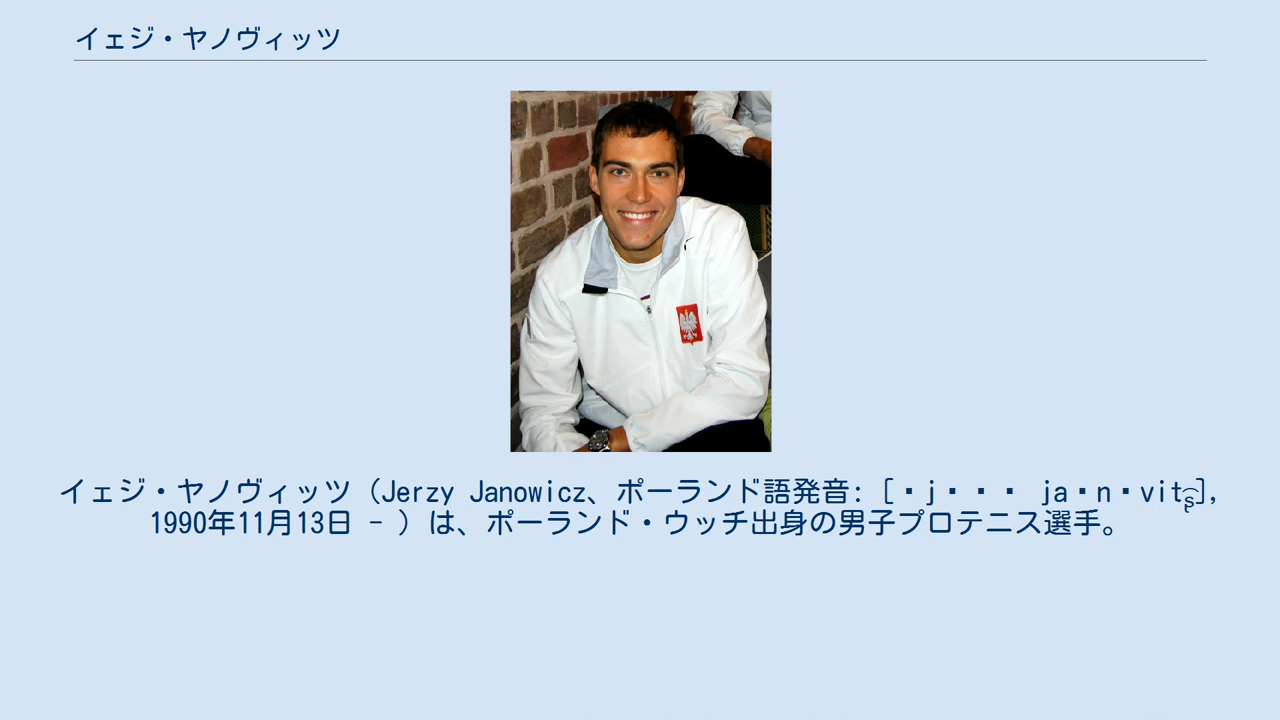 イェジ・ヤノヴィッツ
イェジ・ヤノヴィッツ（Jerzy Janowicz、ポーランド語発音: [・j・・・ ja・n・vits],
1990年11月13日 - ）は、ポーランド・ウッチ出身の男子プロテニス選手。